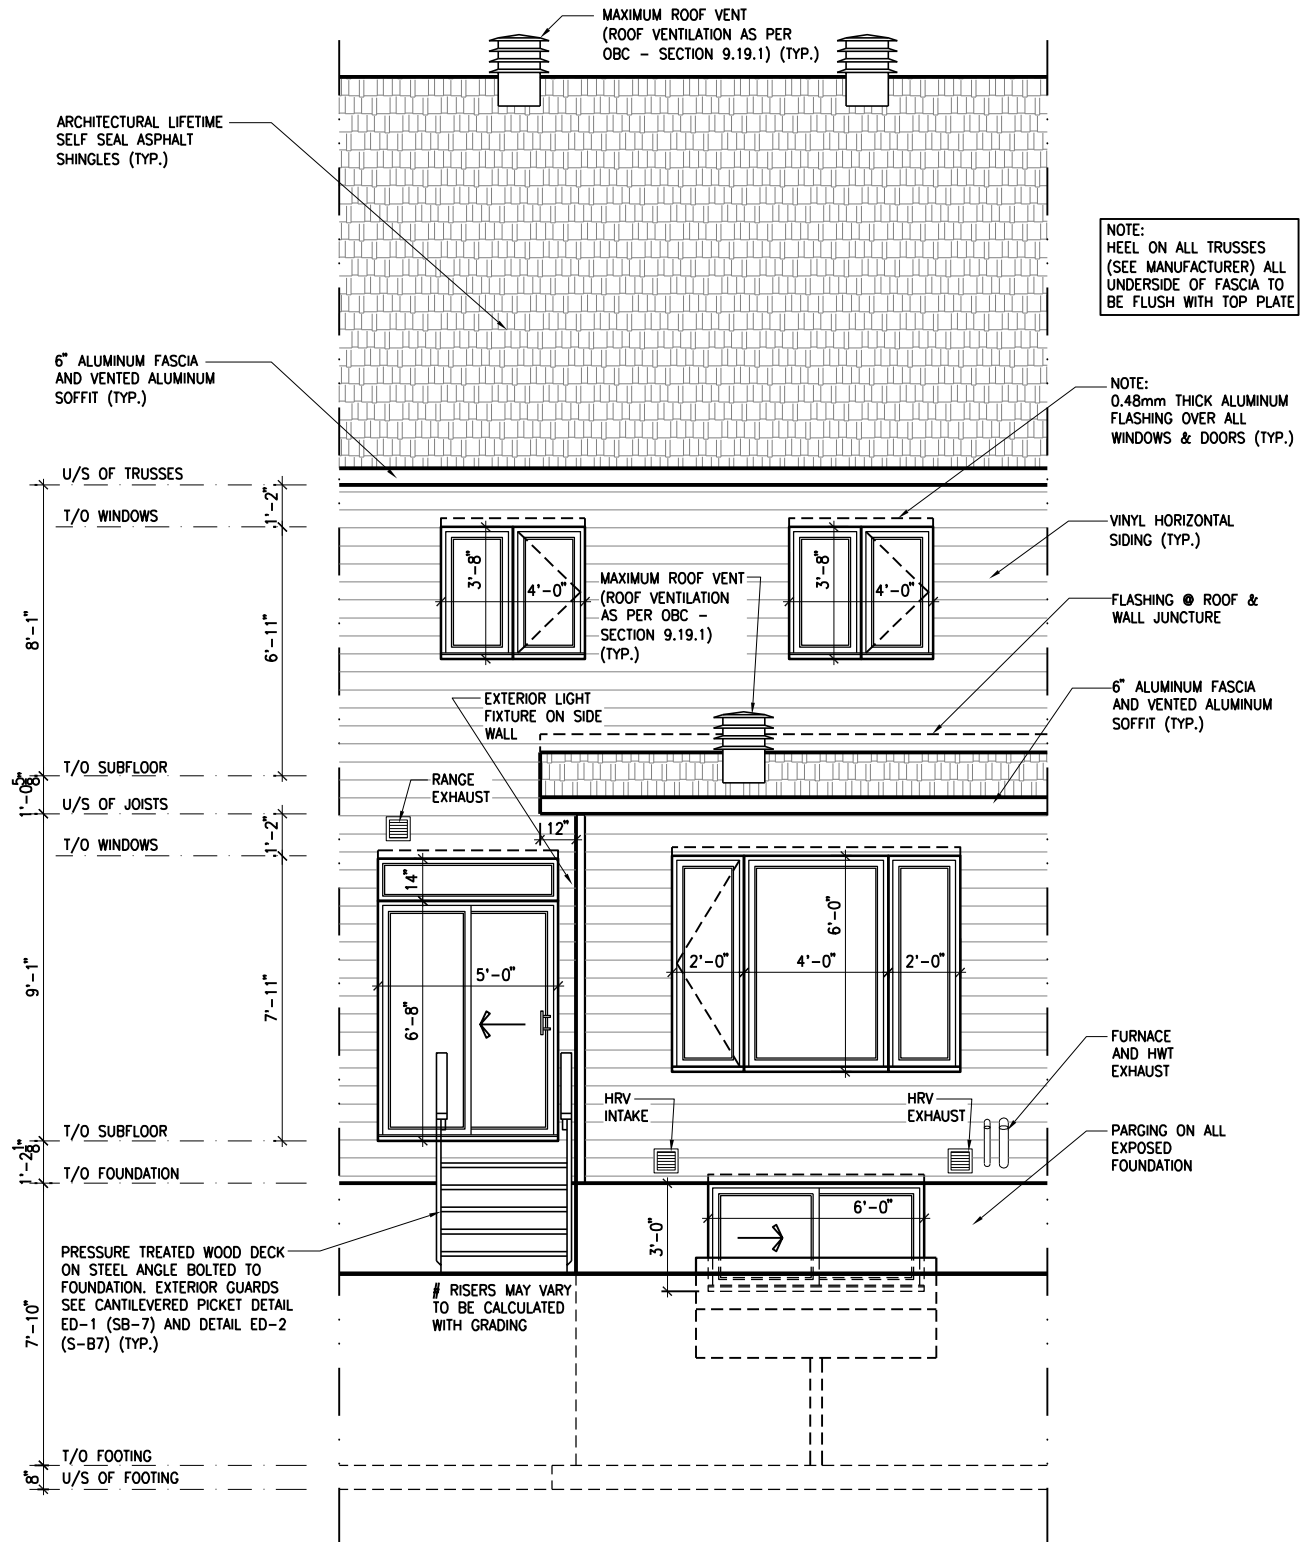 MAXIMUM ROOF VENT
(ROOF VENTILATION AS PER
OBC - SECTION 9.19.1) (TYP.)
ARCHITECTURAL LIFETIME
SELF SEAL ASPHALT
SHINGLES (TYP.)
NOTE:
HEEL ON ALL TRUSSES
(SEE MANUFACTURER) ALL
UNDERSIDE OF FASCIA TO
BE FLUSH WITH TOP PLATE
6" ALUMINUM FASCIA
AND VENTED ALUMINUM
SOFFIT (TYP.)
NOTE:
0.48mm THICK ALUMINUM
FLASHING OVER ALL
WINDOWS & DOORS (TYP.)
U/S OF TRUSSES
1'-2"
T/O WINDOWS
VINYL HORIZONTAL
SIDING (TYP.)
3'-8"
4'-0"
3'-8"
4'-0"
MAXIMUM ROOF VENT
(ROOF VENTILATION
AS PER OBC -
SECTION 9.19.1)
(TYP.)
FLASHING @ ROOF &
WALL JUNCTURE
8'-1"
6'-11"
6" ALUMINUM FASCIA
AND VENTED ALUMINUM
SOFFIT (TYP.)
EXTERIOR LIGHT
FIXTURE ON SIDE
WALL
T/O SUBFLOOR
1'-0 5/8"
RANGE
EXHAUST
U/S OF JOISTS
1'-2"
T/O WINDOWS
12"
14"
6'-0"
2'-0"
4'-0"
2'-0"
5'-0"
6'-8"
9'-1"
7'-11"
FURNACE
AND HWT
EXHAUST
HRV
INTAKE
HRV
EXHAUST
T/O SUBFLOOR
1'-2 1/8"
T/O FOUNDATION
PARGING ON ALL
EXPOSED
FOUNDATION
6'-0"
3'-0"
PRESSURE TREATED WOOD DECK
ON STEEL ANGLE BOLTED TO
FOUNDATION. EXTERIOR GUARDS
SEE CANTILEVERED PICKET DETAIL
ED-1 (SB-7) AND DETAIL ED-2
(S-B7) (TYP.)
# RISERS MAY VARY
TO BE CALCULATED
WITH GRADING
7'-10"
T/O FOOTING
8"
U/S OF FOOTING